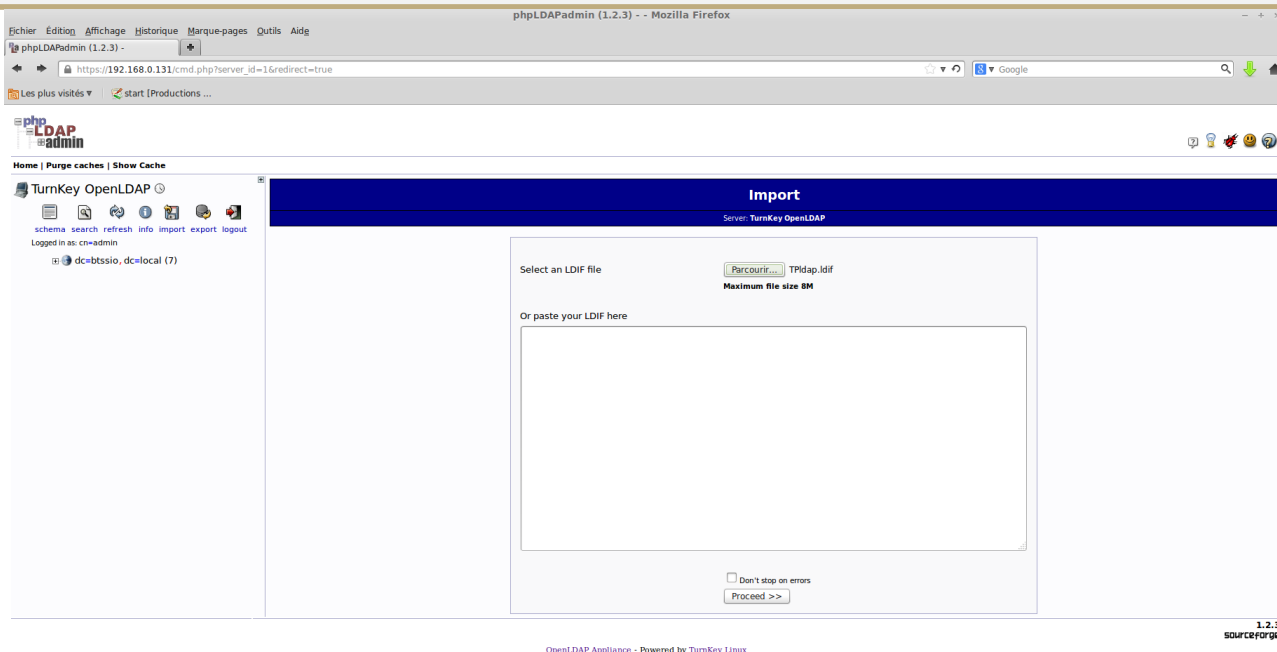 phpLDAPadmin (1.2.3) - - Mozilla Firefox
Fichier Édition Affichage Historique Marque-pages Outils Aide
phpLDAPadmin (1.2.3) -
https://192.168.0.131/cmd.php?server_id=1&redirect=true
Google
Les plus visités
start [Productions ...
php
LDAP
admin
Home | Purge caches | Show Cache
TurnKey OpenLDAP
schema search refresh info import export logout
Logged in as: cn=admin
dc=btssio, dc=local (7)
Import
Server: TurnKey OpenLDAP
Select an LDIF file
Parcourir... TPldap.ldif
Maximum file size 8M
Or paste your LDIF here
Don't stop on errors
Proceed >>
1.2.3
sourceforge
OpenLDAP Appliance - Powered by TurnKey Linux